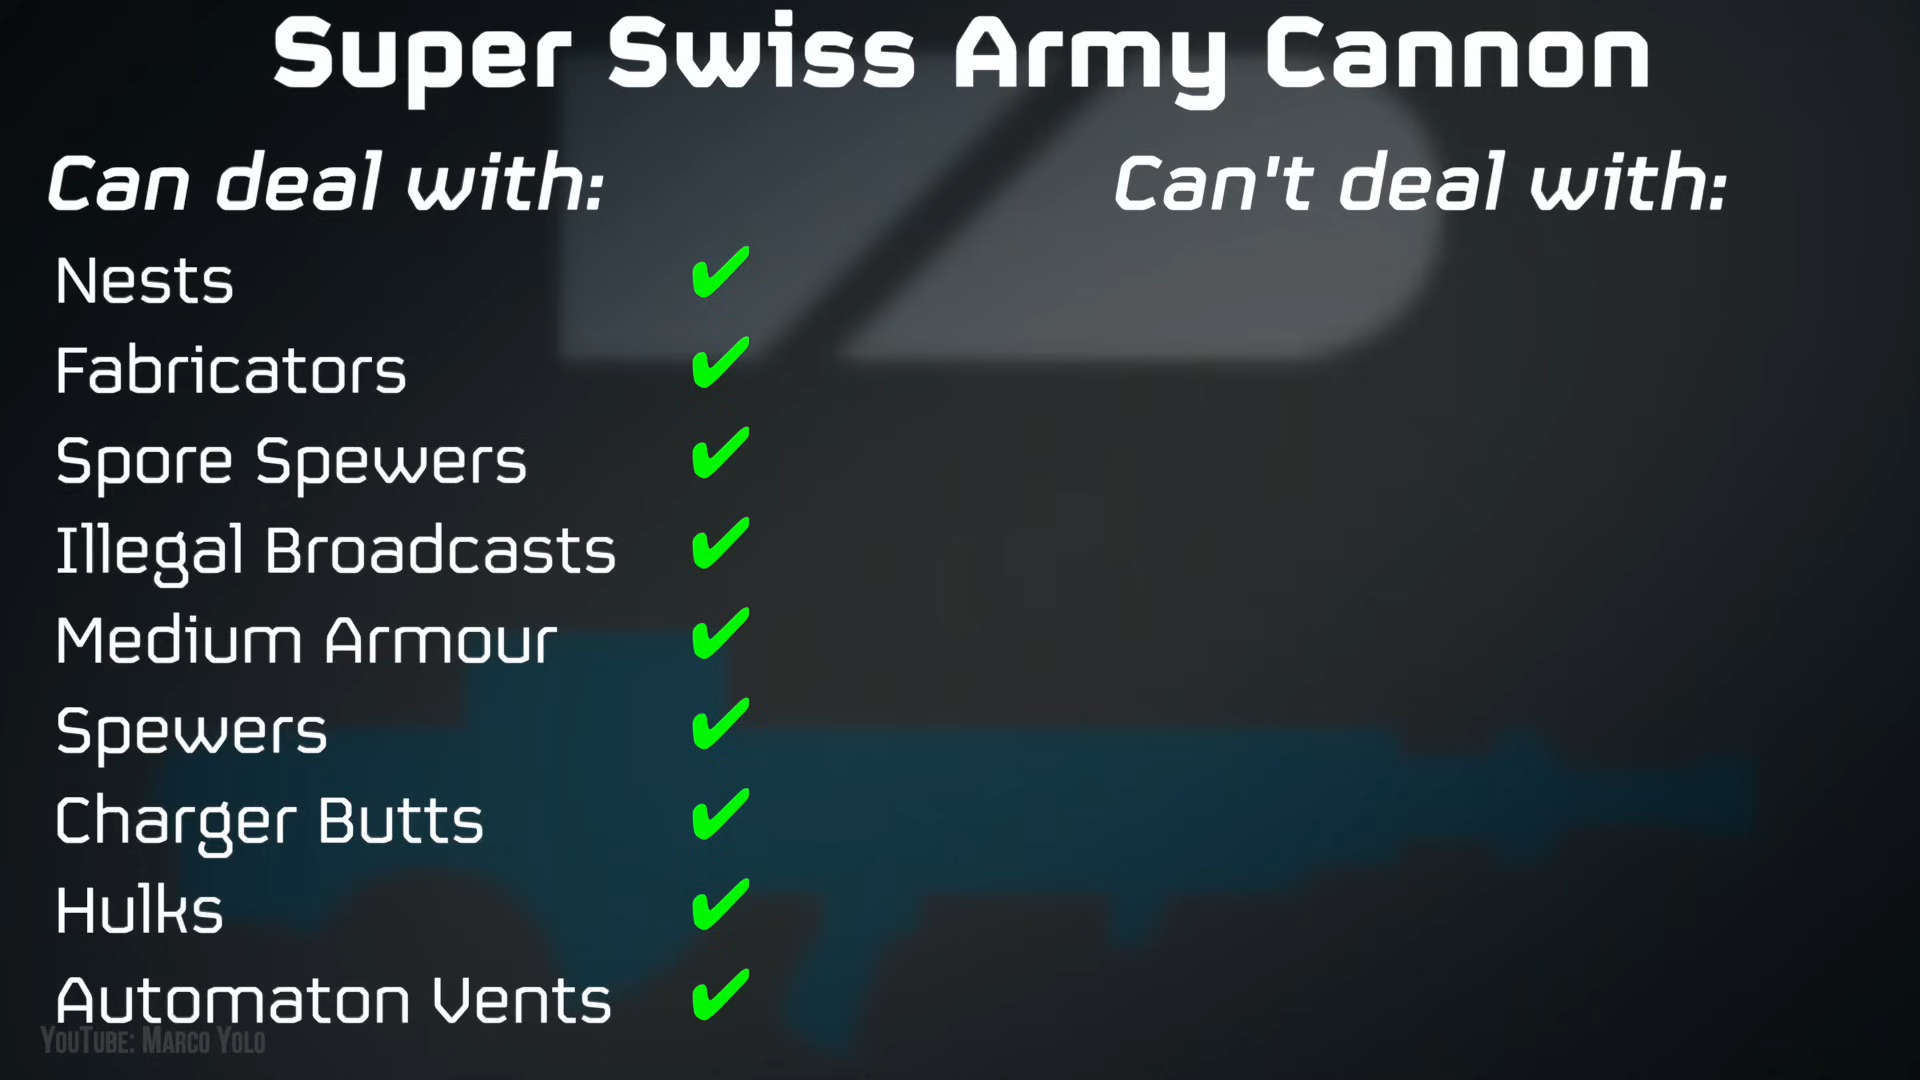 Super Swiss Army Cannon
Can deal with:
Can't deal with:
Nests ✔
Fabricators ✔
Spore Spewers ✔
Illegal Broadcasts ✔
Medium Armour ✔
Spewers ✔
Charger Butts ✔
Hulks ✔
Automaton Vents ✔
YouTube: Marco Yolo